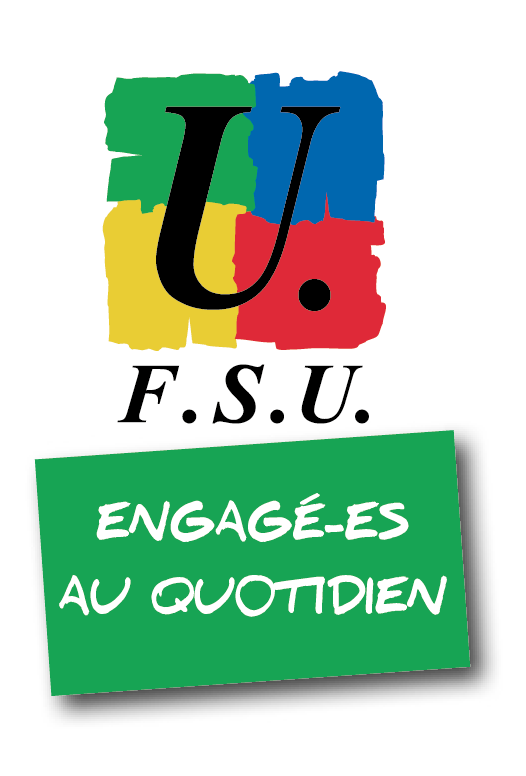 U.
F.S.U.
ENGAGÉ-ES
AU QUOTIDIEN